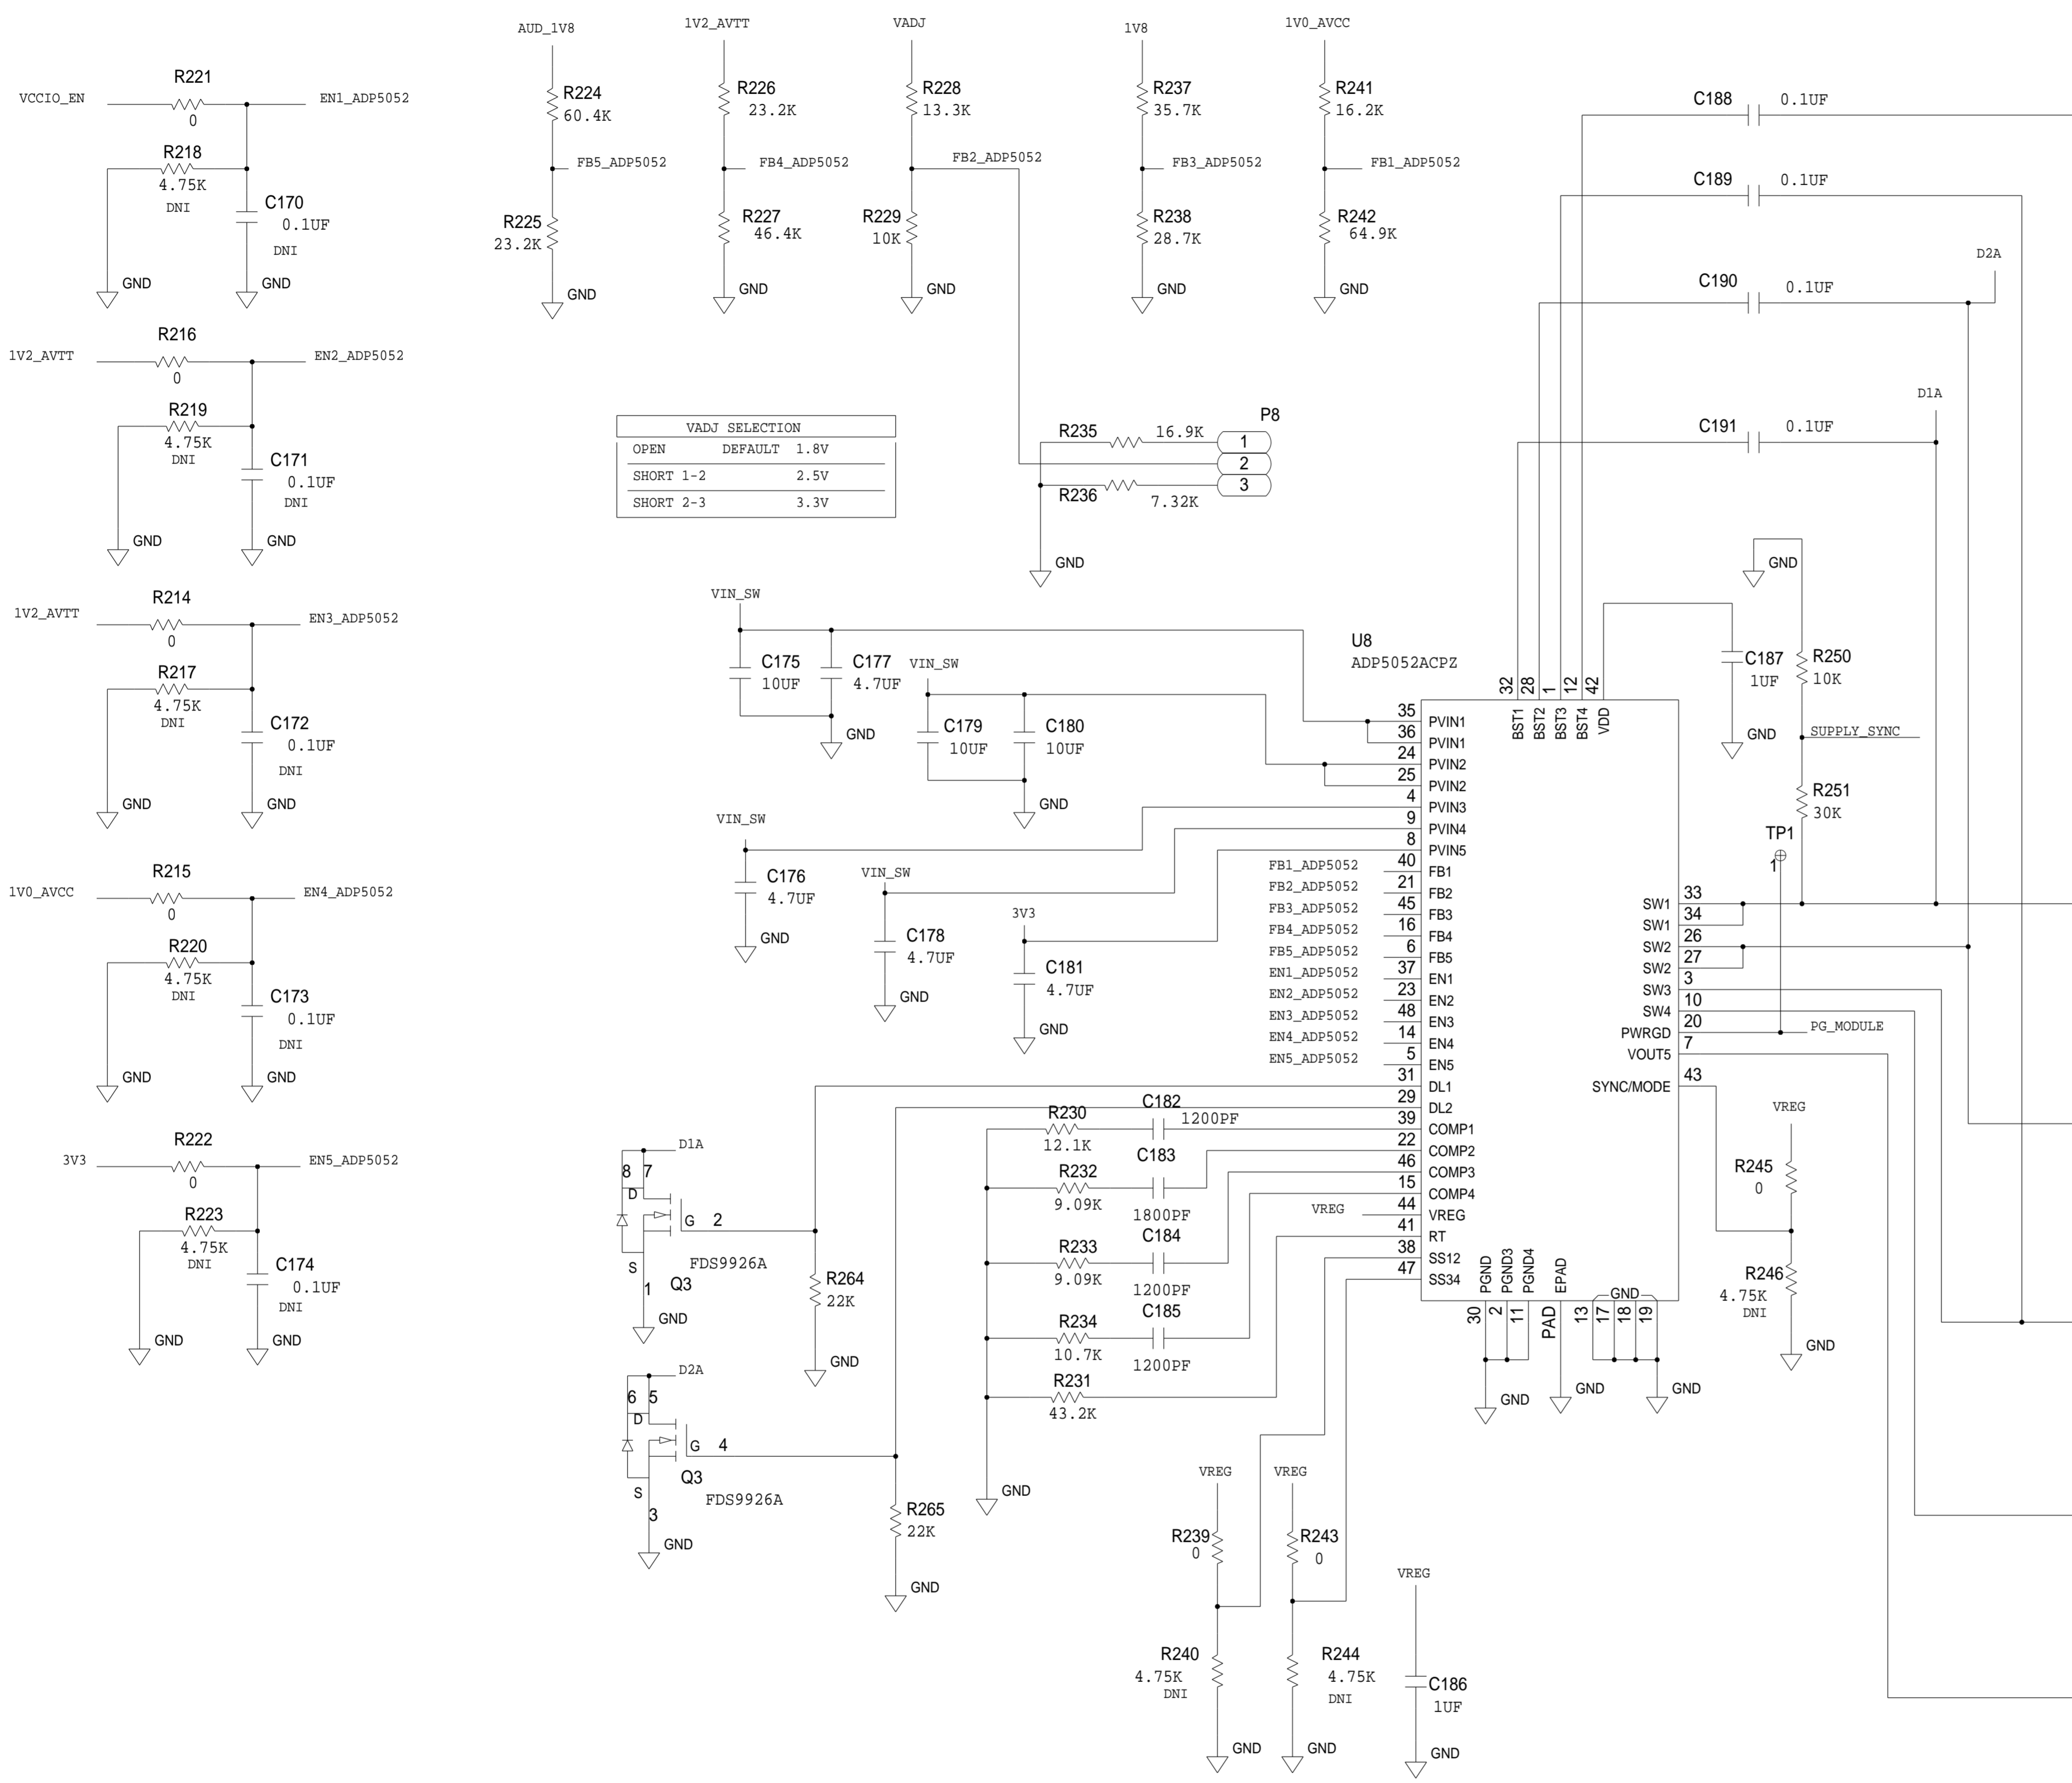 VCCIO_EN
R221
0
EN1_ADP5052
R218
4.75K
DNI
C170
0.1UF
DNI
GND
GND
1V2_AVTT
R216
0
EN2_ADP5052
R219
4.75K
DNI
C171
0.1UF
DNI
GND
GND
1V2_AVTT
R214
0
EN3_ADP5052
R217
4.75K
DNI
C172
0.1UF
DNI
GND
GND
1V0_AVCC
R215
0
EN4_ADP5052
R220
4.75K
DNI
C173
0.1UF
DNI
GND
GND
3V3
R222
0
EN5_ADP5052
R223
4.75K
DNI
C174
0.1UF
DNI
GND
GND
AUD_1V8
R224
60.4K
FB5_ADP5052
R225
23.2K
GND
1V2_AVTT
R226
23.2K
FB4_ADP5052
R227
46.4K
GND
VADJ
R228
13.3K
FB2_ADP5052
R229
10K
GND
1V8
R237
35.7K
FB3_ADP5052
R238
28.7K
GND
1V0_AVCC
R241
16.2K
FB1_ADP5052
R242
64.9K
GND
VADJ SELECTION
OPEN DEFAULT 1.8V
SHORT 1-2 2.5V
SHORT 2-3 3.3V
R235
16.9K
P8
1
2
3
R236
7.32K
GND
VIN_SW
C175
10UF
C177
4.7UF
GND
VIN_SW
C179
10UF
C180
10UF
GND
VIN_SW
C176
4.7UF
GND
VIN_SW
C178
4.7UF
GND
3V3
C181
4.7UF
GND
C188
0.1UF
C189
0.1UF
C190
0.1UF
D2A
C191
0.1UF
D1A
GND
C187
1UF
GND
R250
10K
SUPPLY_SYNC
R251
30K
TP1
1
U8
ADP5052ACPZ
32 BST1
28 BST2
1 BST3
12 BST4
42 VDD
35 PVIN1
36 PVIN1
24 PVIN2
25 PVIN2
4 PVIN3
9 PVIN4
8 PVIN5
FB1_ADP5052 40 FB1
FB2_ADP5052 21 FB2
FB3_ADP5052 45 FB3
FB4_ADP5052 16 FB4
FB5_ADP5052 6 FB5
EN1_ADP5052 37 EN1
EN2_ADP5052 23 EN2
EN3_ADP5052 48 EN3
EN4_ADP5052 14 EN4
EN5_ADP5052 5 EN5
31 DL1
29 DL2
39 COMP1
22 COMP2
46 COMP3
15 COMP4
VREG 44 VREG
41 RT
38 SS12
47 SS34
SW1 33
SW1 34
SW2 26
SW2 27
SW3 3
SW4 10
PWRGD 20
PG_MODULE
VOUT5 7
SYNC/MODE 43
PGND 30
PGND3 2
PGND4 11
EPAD PAD
GND
13
17
18
19
GND
GND
GND
VREG
R245
0
R246
4.75K
DNI
GND
R230
12.1K
C182
1200PF
R232
9.09K
C183
1800PF
R233
9.09K
C184
1200PF
R234
10.7K
C185
1200PF
R231
43.2K
GND
D1A
8 7
D
G 2
S
1
FDS9926A
Q3
GND
R264
22K
GND
D2A
6 5
D
G 4
S
3
Q3
FDS9926A
GND
R265
22K
GND
VREG
R239
0
R240
4.75K
DNI
GND
VREG
R243
0
R244
4.75K
DNI
GND
VREG
C186
1UF
GND